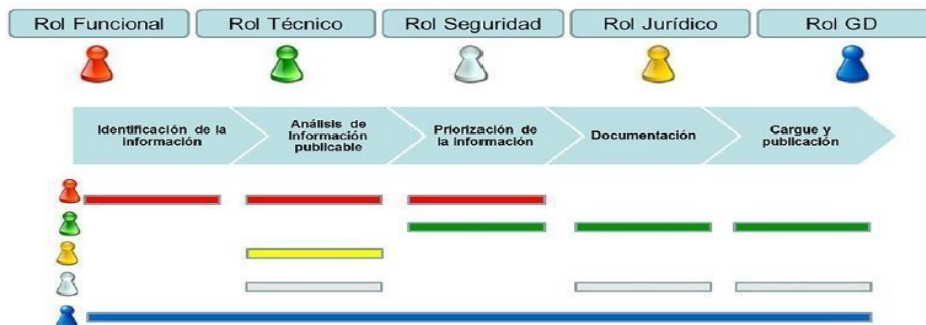 Rol Funcional
Rol Técnico
Rol Seguridad
Rol Jurídico
Rol GD
Identificación de la
información
Análisis de
Información
publicable
Priorización de
la Información
Documentación
Cargue y
publicación